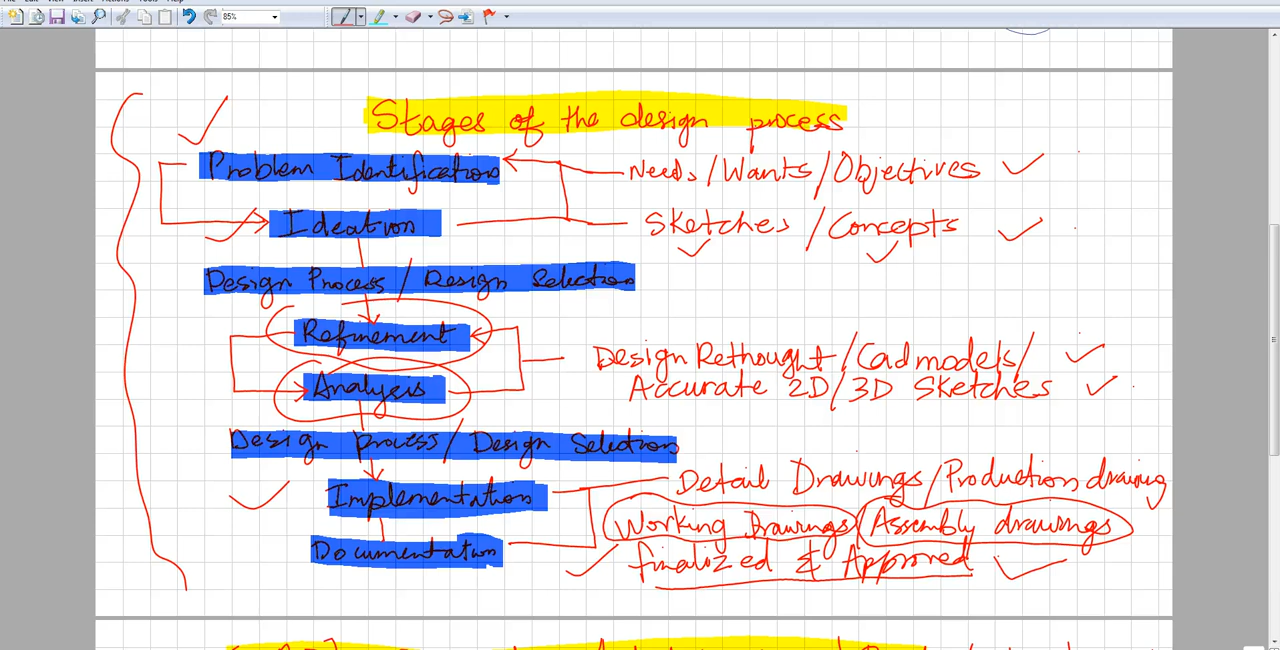 85%
Stages of the design process
Problem Identification
Needs/Wants/Objectives
Ideation
Sketches/Concepts
Design Process/Design Selection
Refinement
Design Rethought/Cad models/
Analysis
Accurate 2D/3D Sketches
Design process/Design Selection
Implementation
Detail Drawings/Production drawing
Working Drawings/Assembly drawings
Documentation
finalized & Approved